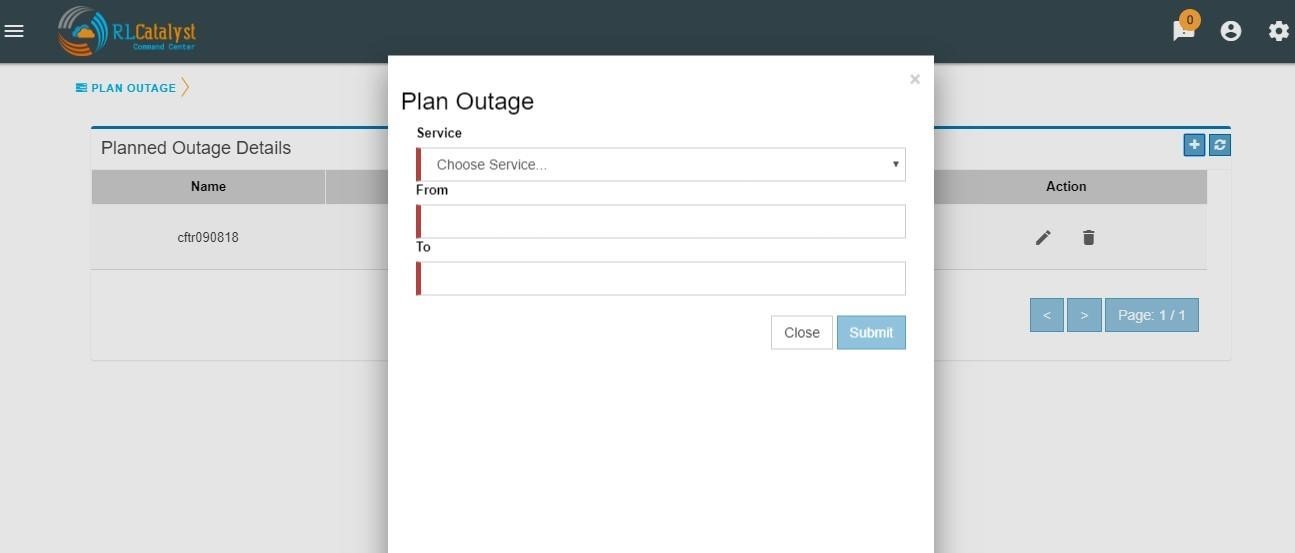 RLCatalyst
Command Center
0
PLAN OUTAGE
×
Plan Outage
Service
Choose Service...
From
To
Close Submit
Planned Outage Details
+
Name Action
cftr090818
< > Page: 1 / 1